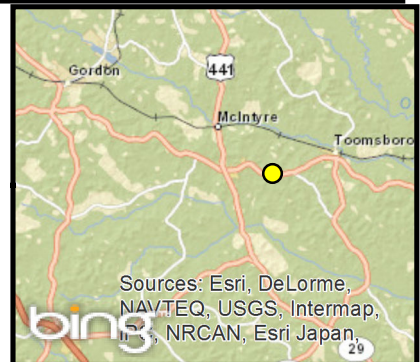 Gordon
441
McIntyre
Toomsboro
Sources: Esri, DeLorme,
NAVTEQ, USGS, Intermap,
NRCAN, Esri Japan,
bing
29